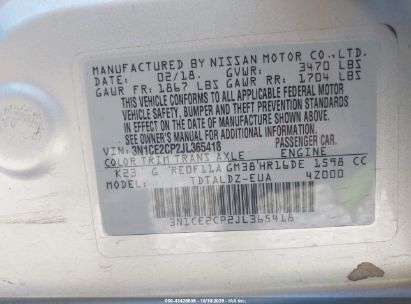 MANUFACTURED BY NISSAN MOTOR CO., LTD.
DATE: 02/18. GVWR: 3470 LBS
GAWR FR: 1867 LBS GAWR RR: 1704 LBS
THIS VEHICLE CONFORMS TO ALL APPLICABLE FEDERAL MOTOR
VEHICLE SAFETY, BUMPER AND THEFT PREVENTION
STANDARDS IN EFFECT ON THE DATE OF MANUFACTURE
SHOWN ABOVE. PASSENGER CAR
SEE OWNER'S MANUAL FOR ADDITIONAL INFORMATION
VIN: 3N1CE2CP2JL365418
COLOR TRIM TRANS AXLE ENGINE
K23 G RE0F11A GM38 HR16DE 1598 CC
MODEL: TDTALDZ-EUA 4Z000
3N1CE2CP2JL365418